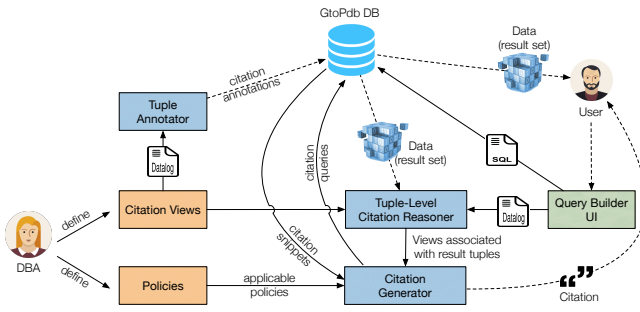 GtoPdb DB
Data
(result set)
citation
annotations
Tuple
Annotator
User
Data
(result set)
Datalog
citation
queries
SQL
define
Citation Views
Tuple-Level
Citation Reasoner
Datalog
Query Builder
UI
DBA
citation
snippets
Views associated
with result tuples
define
Policies
applicable
policies
Citation
Generator
Citation